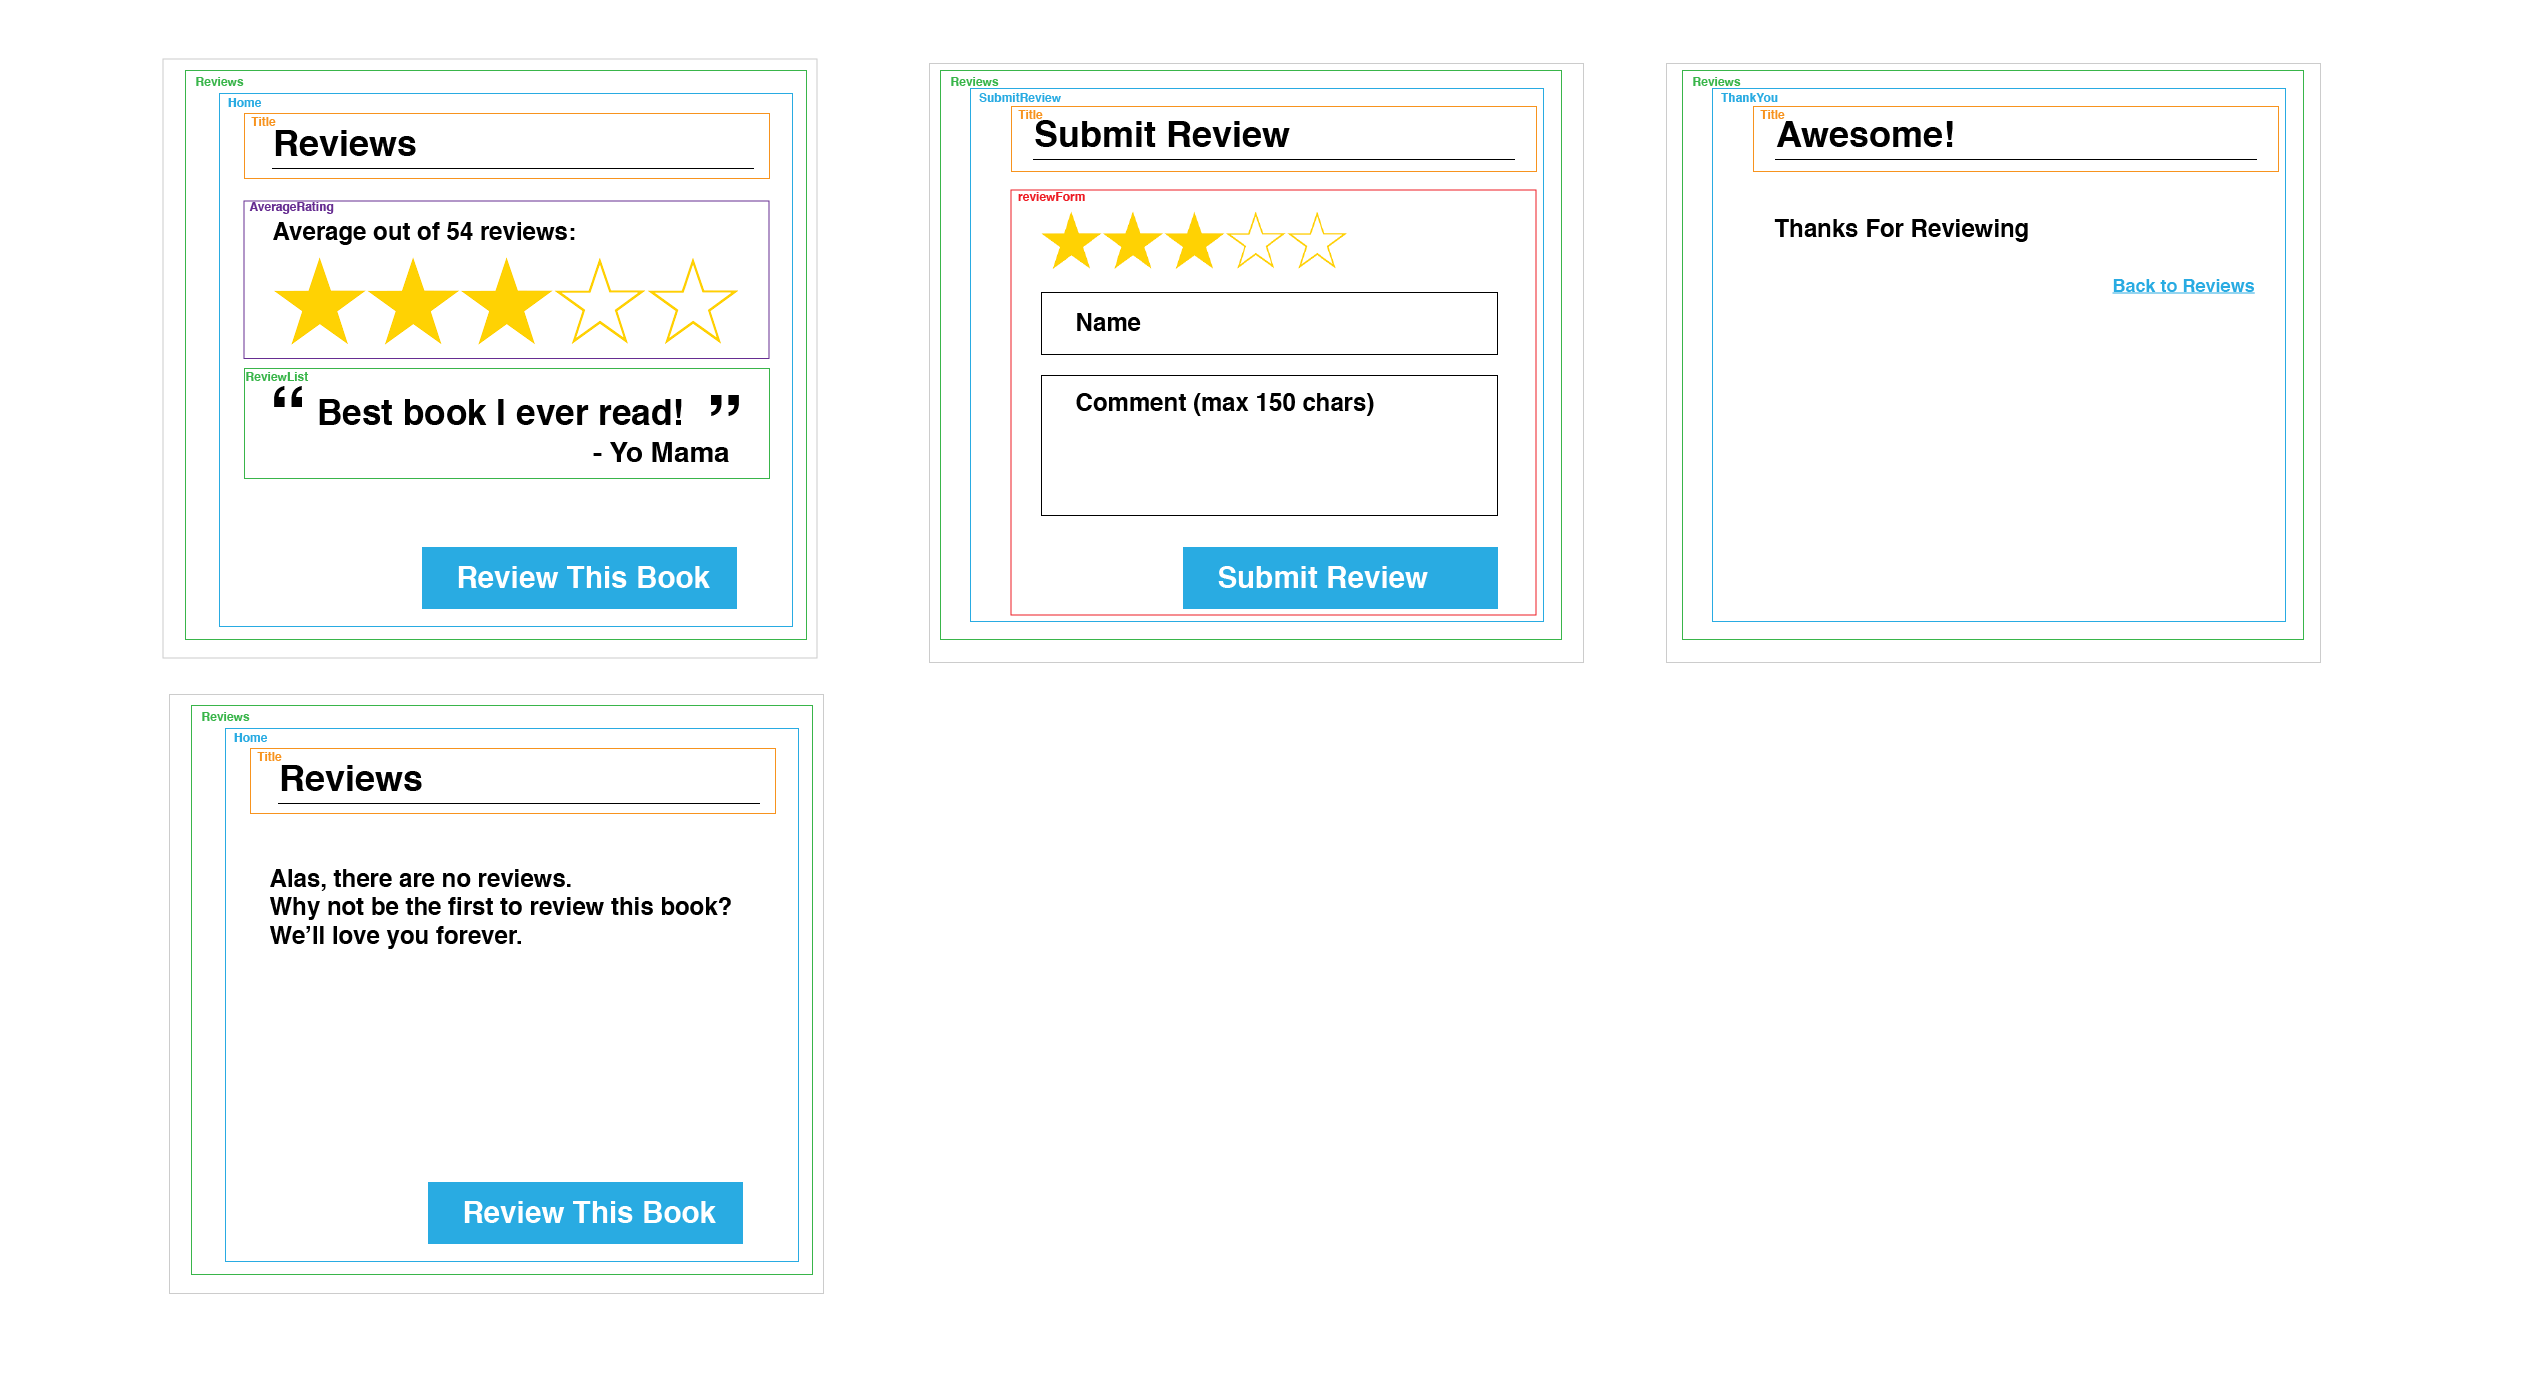 Reviews
Home
Title
Reviews
AverageRating
Average out of 54 reviews:
ReviewList
“ Best book I ever read! ”
- Yo Mama
Review This Book
Reviews
SubmitReview
Title
Submit Review
reviewForm
Name
Comment (max 150 chars)
Submit Review
Reviews
ThankYou
Title
Awesome!
Thanks For Reviewing
Back to Reviews
Reviews
Home
Title
Reviews
Alas, there are no reviews.
Why not be the first to review this book?
We’ll love you forever.
Review This Book